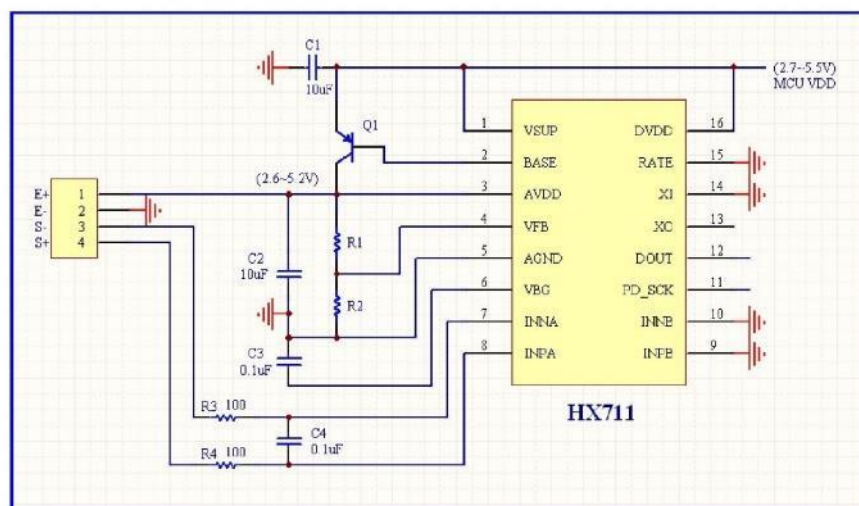 C1
10uF
(2.7~5.5V)
MCU VDD
Q1
1 VSUP DVDD 16
2 BASE RATE 15
(2.6~5.2V)
3 AVDD XI 14
4 VFB XO 13
5 AGND DOUT 12
6 VBG PD_SCK 11
7 INNA INNB 10
8 INPA INPB 9
E+ 1
E- 2
S- 3
S+ 4
R1
C2
10uF
R2
C3
0.1uF
HX711
R3 100
C4
0.1uF
R4 100